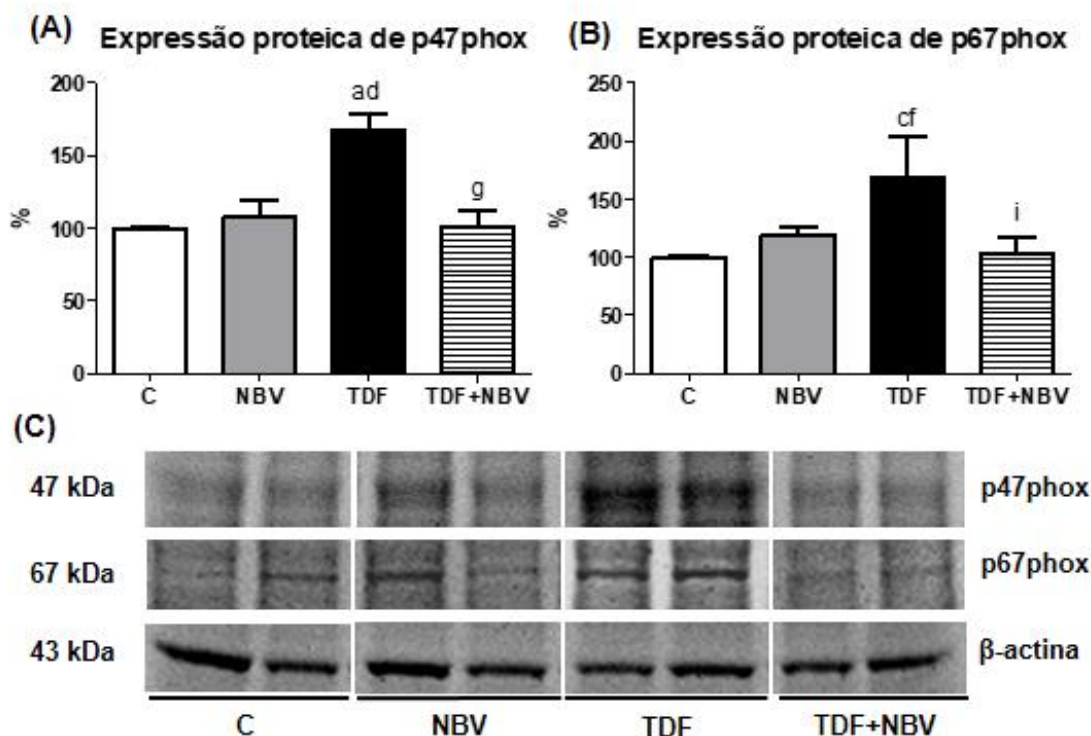 (A) Expressão proteica de p47phox
200
150
100
50
0
%
ad
g
C NBV TDF TDF+NBV
(B) Expressão proteica de p67phox
250
200
150
100
50
0
%
cf
i
C NBV TDF TDF+NBV
(C)
47 kDa p47phox
67 kDa p67phox
43 kDa β-actina
C NBV TDF TDF+NBV